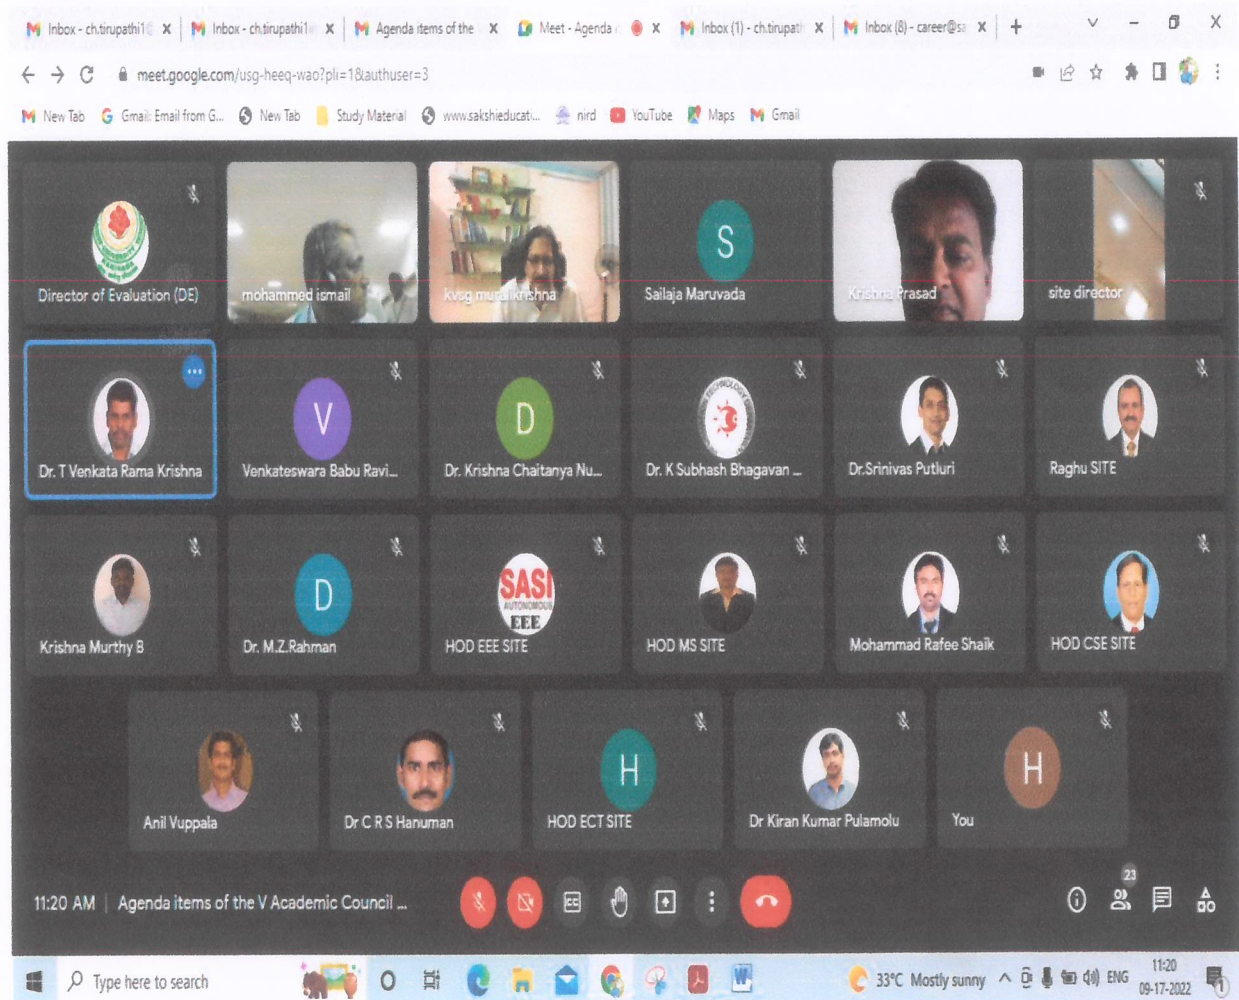 Inbox - ch.tirupathi1@ X
Inbox - ch.tirupathi1 X
Agenda items of the X
Meet - Agenda X
Inbox (1) - ch.tirupath X
Inbox (8) - career@sa X
meet.google.com/usg-heeq-wao?pli=1&authuser=3
New Tab
Gmail: Email from G...
New Tab
Study Material
www.sakshieducati...
nird
YouTube
Maps
Gmail
Director of Evaluation (DE)
mohammed ismail
kvsg muralikrishna
S
Sailaja Maruvada
Krishna Prasad
site director
Dr. T Venkata Rama Krishna
V
Venkateswara Babu Ravi...
D
Dr. Krishna Chaitanya Nu...
Dr. K Subhash Bhagavan ...
Dr.Srinivas Putluri
Raghu SITE
Krishna Murthy B
D
Dr. M.Z.Rahman
SASI
AUTONOMOUS
EEE
HOD EEE SITE
HOD MS SITE
Mohammad Rafee Shaik
HOD CSE SITE
Anil Vuppala
Dr C R S Hanuman
H
HOD ECT SITE
Dr Kiran Kumar Pulamolu
H
You
11:20 AM | Agenda items of the V Academic Council ...
CC
23
Type here to search
33°C Mostly sunny
ENG
11:20
09-17-2022
1